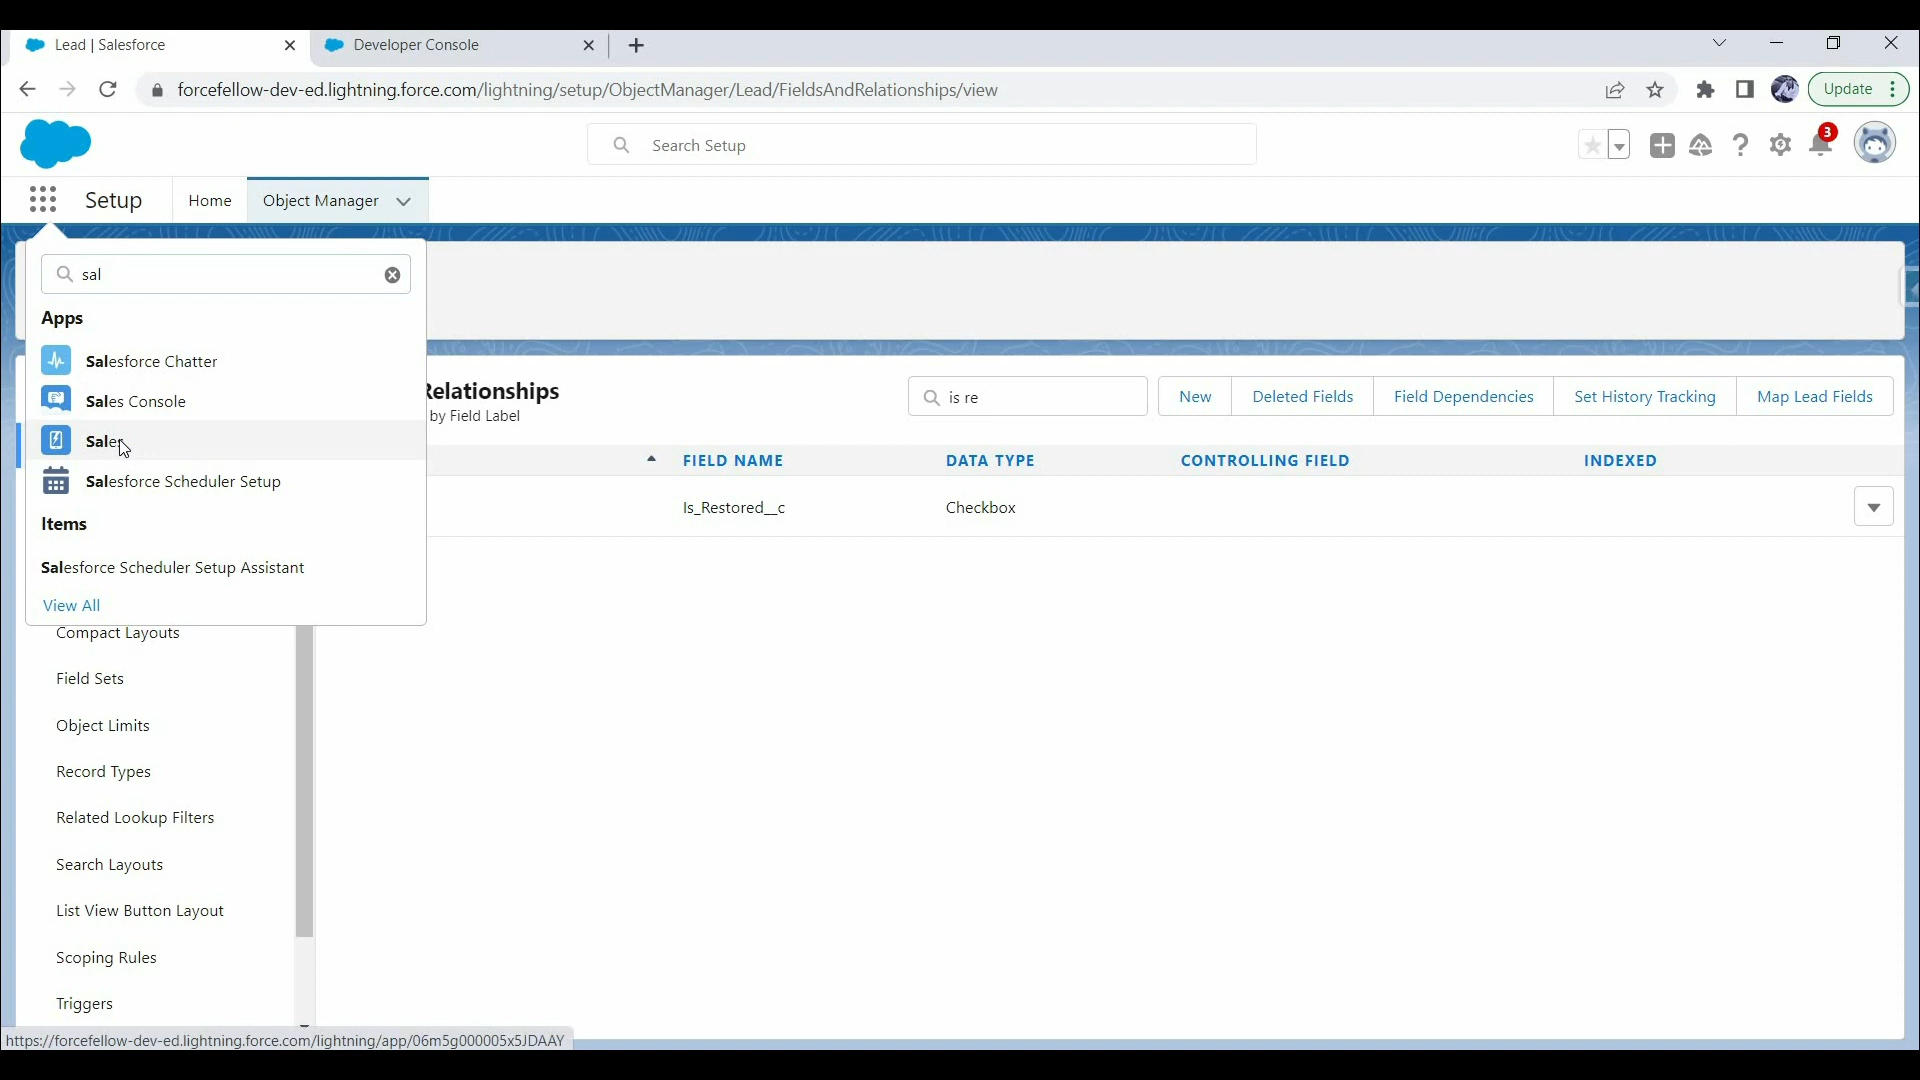 Lead | Salesforce
Developer Console
forcefellow-dev-ed.lightning.force.com/lightning/setup/ObjectManager/Lead/FieldsAndRelationships/view
Update
Search Setup
3
Setup
Home
Object Manager
sal
Apps
Salesforce Chatter
Sales Console
Sales
Salesforce Scheduler Setup
Items
Salesforce Scheduler Setup Assistant
View All
Relationships
by Field Label
is re
New
Deleted Fields
Field Dependencies
Set History Tracking
Map Lead Fields
FIELD NAME
DATA TYPE
CONTROLLING FIELD
INDEXED
Is_Restored__c
Checkbox
Compact Layouts
Field Sets
Object Limits
Record Types
Related Lookup Filters
Search Layouts
List View Button Layout
Scoping Rules
Triggers
https://forcefellow-dev-ed.lightning.force.com/lightning/app/06m5g000005x5JDAAY